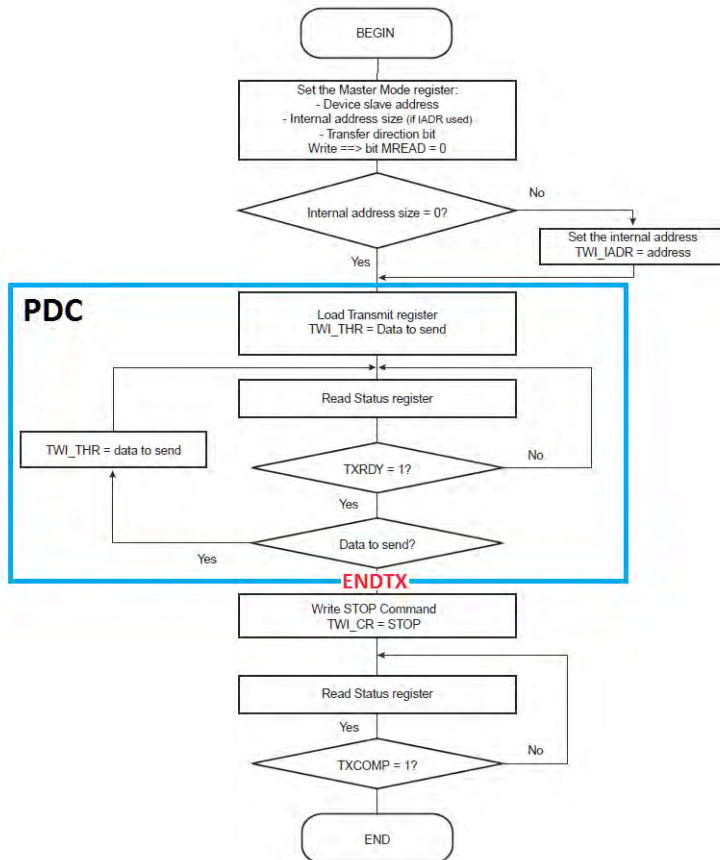 BEGIN
Set the Master Mode register:
- Device slave address
- Internal address size (if IADR used)
- Transfer direction bit
Write ==> bit MREAD = 0
No
Internal address size = 0?
Set the internal address
TWI_IADR = address
Yes
PDC
Load Transmit register
TWI_THR = Data to send
Read Status register
TWI_THR = data to send
No
TXRDY = 1?
Yes
Data to send?
Yes
ENDTX
Write STOP Command
TWI_CR = STOP
Read Status register
Yes
No
TXCOMP = 1?
END